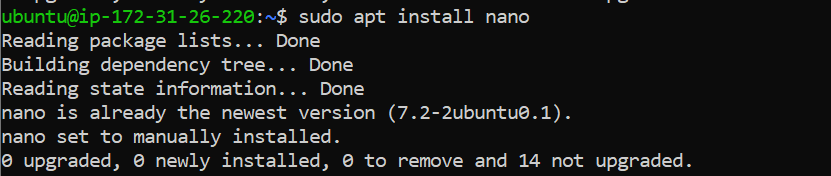 ubuntu@ip-172-31-26-220:~$ sudo apt install nano
Reading package lists... Done
Building dependency tree... Done
Reading state information... Done
nano is already the newest version (7.2-2ubuntu0.1).
nano set to manually installed.
0 upgraded, 0 newly installed, 0 to remove and 14 not upgraded.